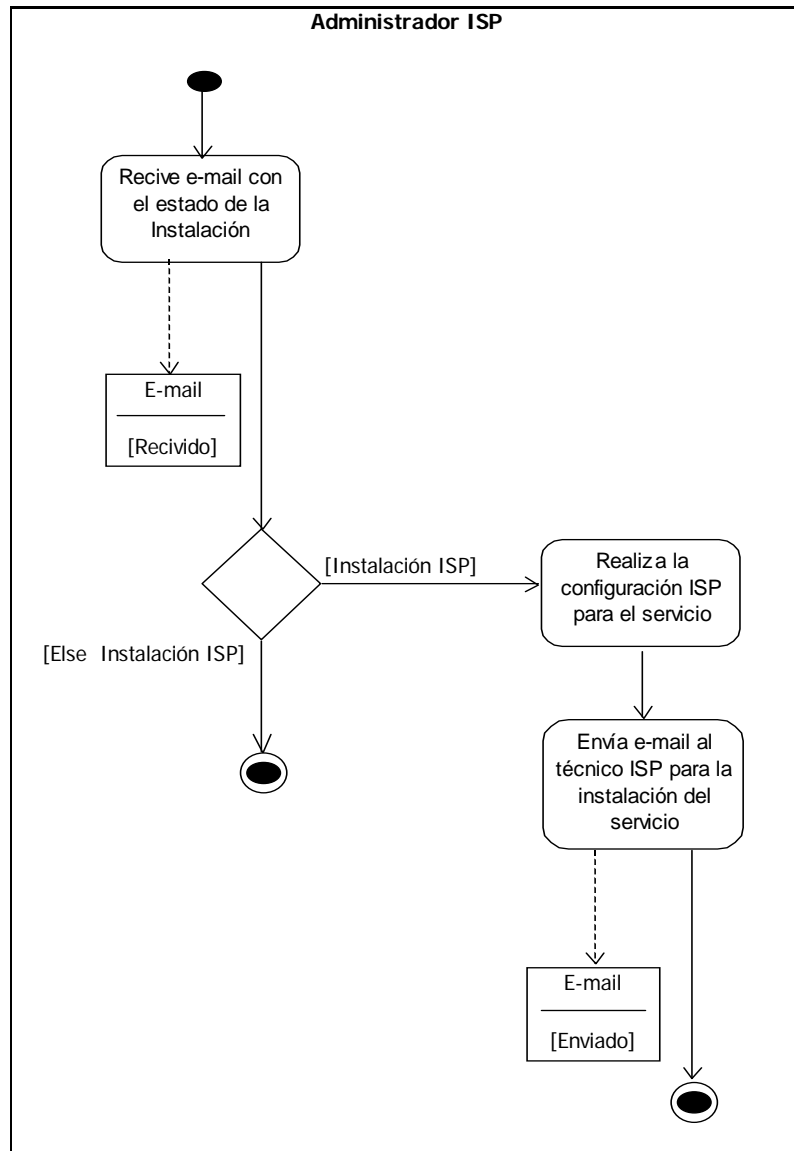 Administrador ISP
Recive e-mail con
el estado de la
Instalación
E-mail
[Recivido]
[Instalación ISP]
Realiza la
configuración ISP
para el servicio
[Else Instalación ISP]
Envía e-mail al
técnico ISP para la
instalación del
servicio
E-mail
[Enviado]